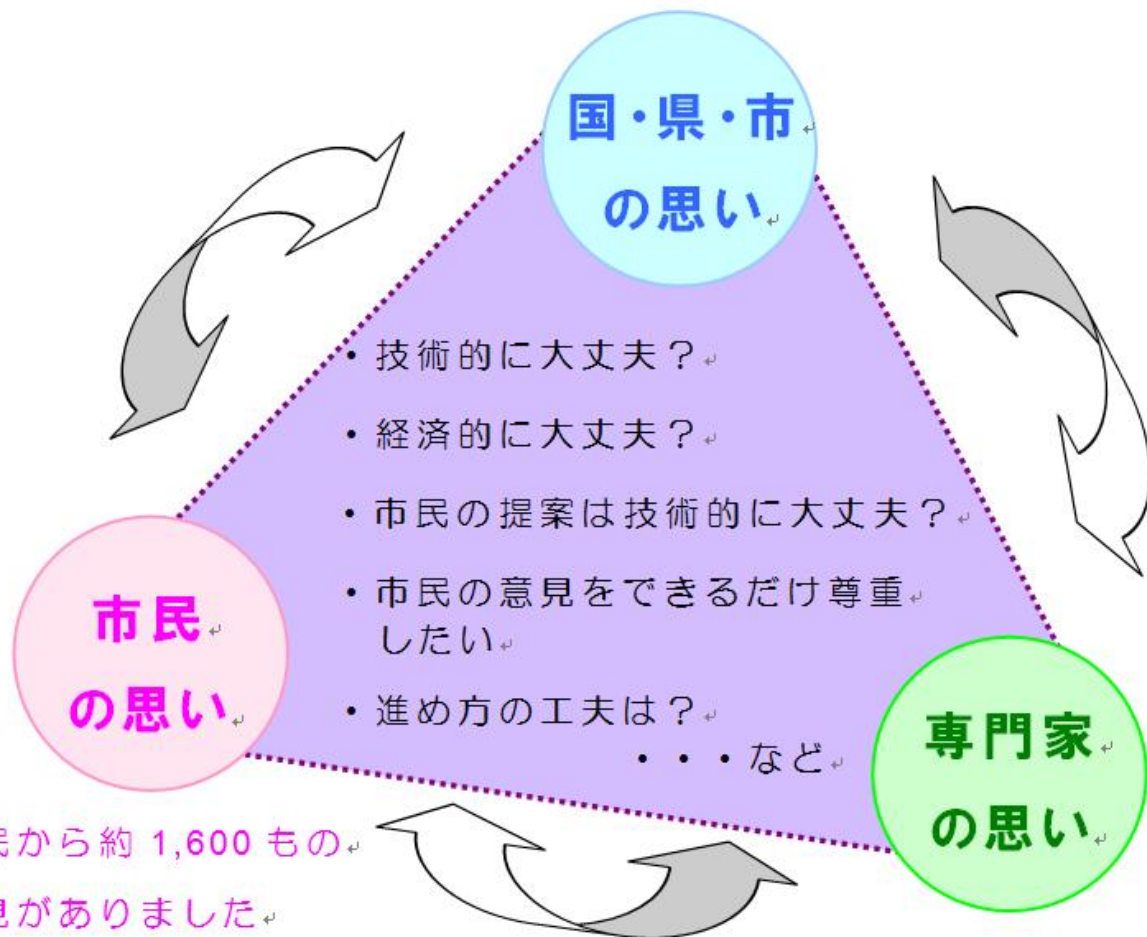 国・県・市
の思い
・技術的に大丈夫？
・経済的に大丈夫？
・市民の提案は技術的に大丈夫？
・市民の意見をできるだけ尊重
したい
・進め方の工夫は？
・・・など
市民
の思い
専門家
の思い
民から約 1,600 もの
見がありました